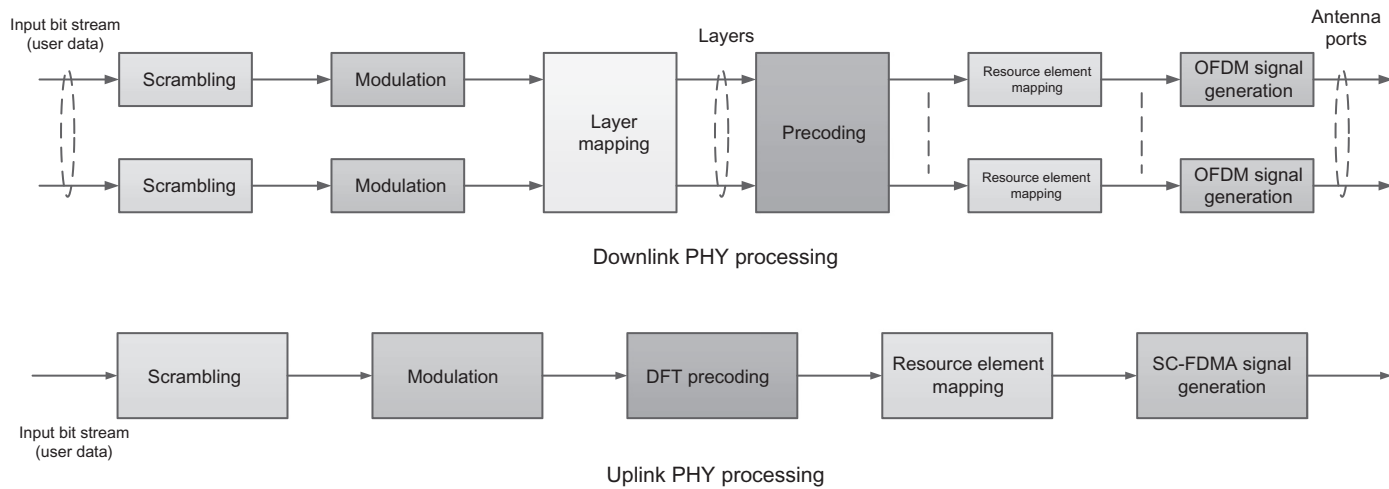 Input bit stream
(user data)
Layers
Antenna
ports
Scrambling
Modulation
Layer
mapping
Precoding
Resource element
mapping
OFDM signal
generation
Scrambling
Modulation
Resource element
mapping
OFDM signal
generation
Downlink PHY processing
Scrambling
Modulation
DFT precoding
Resource element
mapping
SC-FDMA signal
generation
Input bit stream
(user data)
Uplink PHY processing